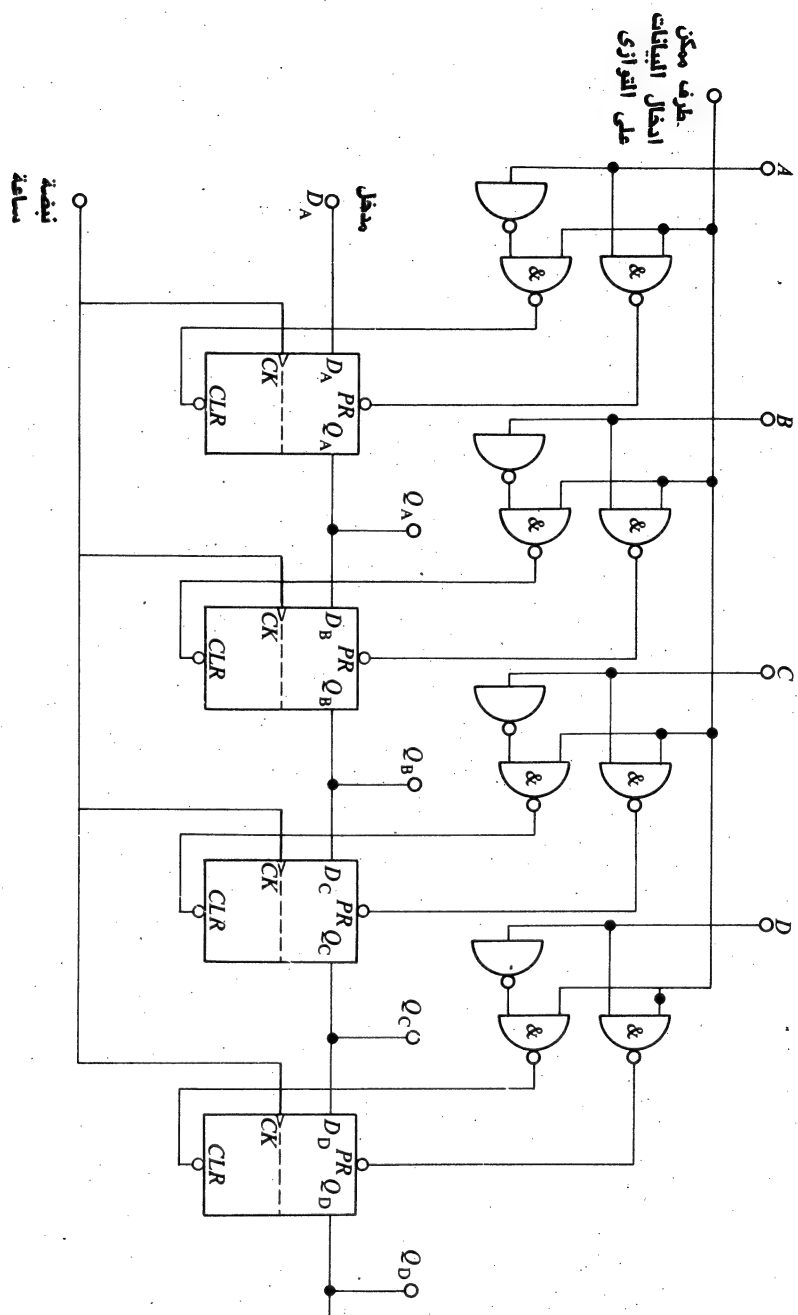 طرف ممكن
ادخال البيانات
على التوازى
A
B
C
D
&
&
&
&
&
&
&
&
مدخل
D_A
D_A PR Q_A
CK
CLR
Q_A
D_B PR Q_B
CK
CLR
Q_B
D_C PR Q_C
CK
CLR
Q_C
D_D PR Q_D
CK
CLR
Q_D
نبضة
ساعة